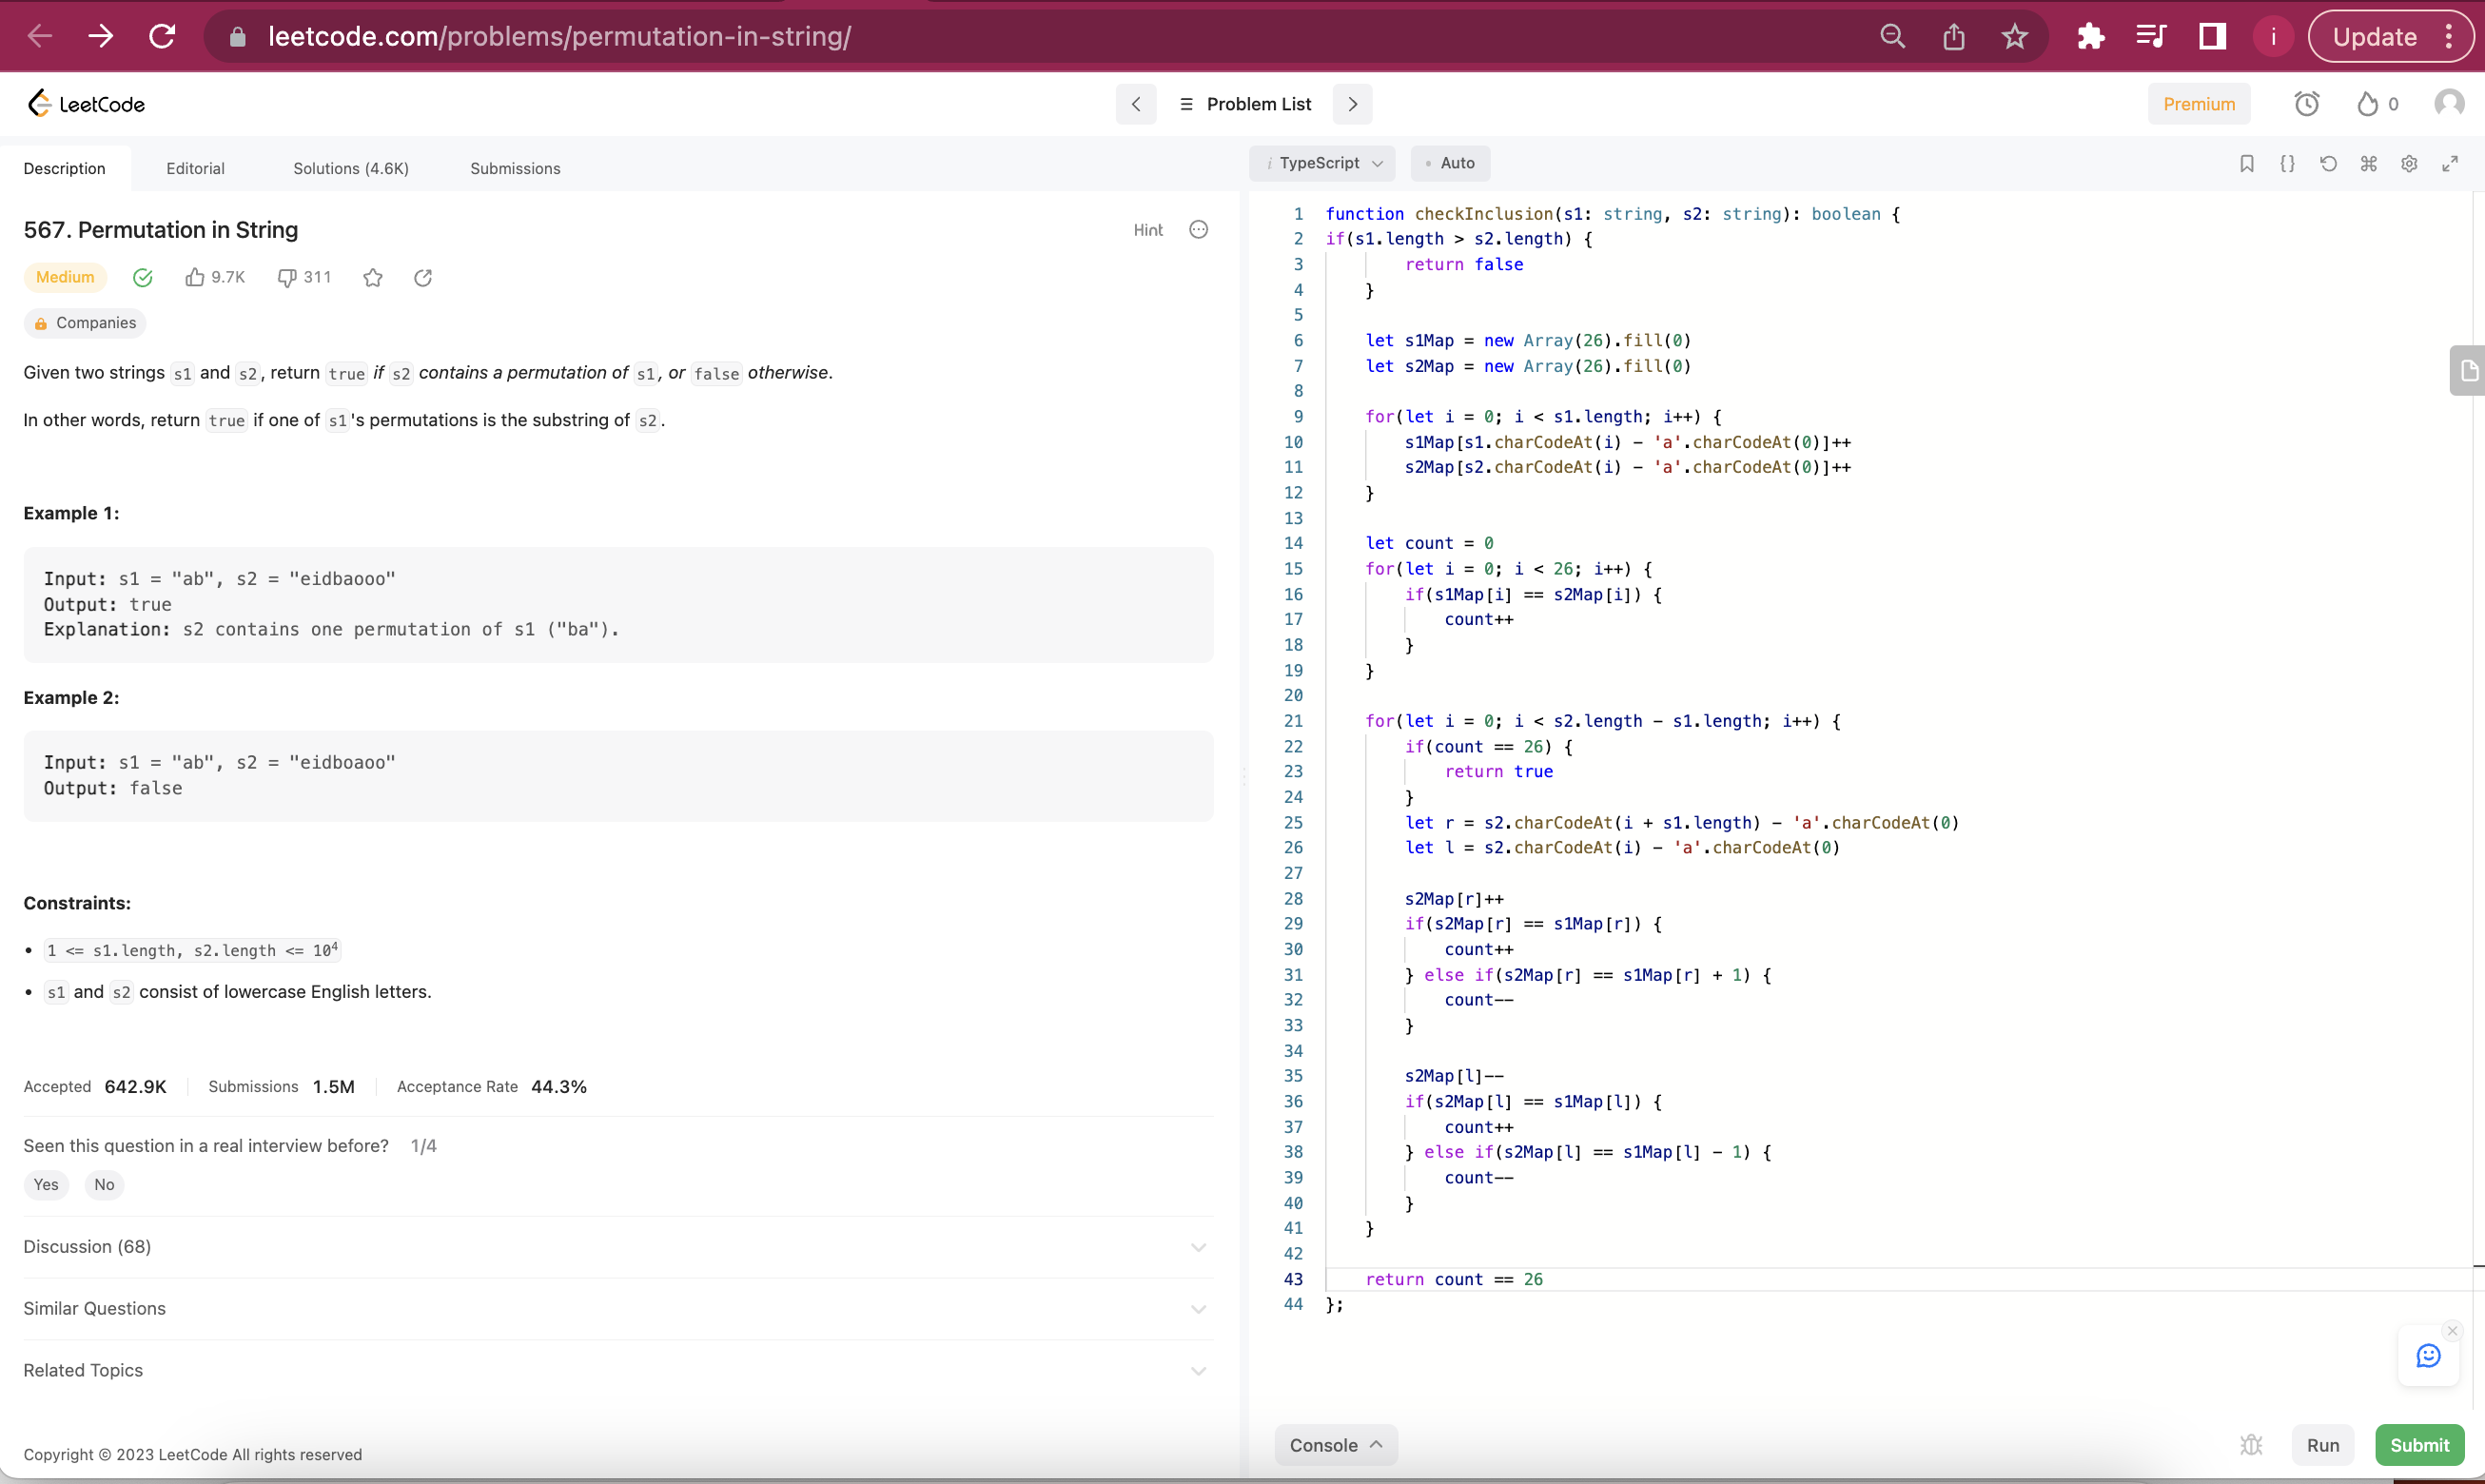 leetcode.com/problems/permutation-in-string/
i
Update
LeetCode
Problem List
Premium
0
Description
Editorial
Solutions (4.6K)
Submissions
567. Permutation in String
Hint
Medium
9.7K
311
Companies
Given two strings s1 and s2, return true if s2 contains a permutation of s1, or false otherwise.
In other words, return true if one of s1's permutations is the substring of s2.
Example 1:
Input: s1 = "ab", s2 = "eidbaooo"
Output: true
Explanation: s2 contains one permutation of s1 ("ba").
Example 2:
Input: s1 = "ab", s2 = "eidboaoo"
Output: false
Constraints:
• 1 <= s1.length, s2.length <= 10⁴
• s1 and s2 consist of lowercase English letters.
Accepted 642.9K
Submissions 1.5M
Acceptance Rate 44.3%
Seen this question in a real interview before? 1/4
Yes
No
Discussion (68)
Similar Questions
Related Topics
Copyright © 2023 LeetCode All rights reserved
i TypeScript
• Auto
{}
1 function checkInclusion(s1: string, s2: string): boolean {
2 if(s1.length > s2.length) {
3         return false
4     }
5
6     let s1Map = new Array(26).fill(0)
7     let s2Map = new Array(26).fill(0)
8
9     for(let i = 0; i < s1.length; i++) {
10         s1Map[s1.charCodeAt(i) - 'a'.charCodeAt(0)]++
11         s2Map[s2.charCodeAt(i) - 'a'.charCodeAt(0)]++
12     }
13
14     let count = 0
15     for(let i = 0; i < 26; i++) {
16         if(s1Map[i] == s2Map[i]) {
17             count++
18         }
19     }
20
21     for(let i = 0; i < s2.length - s1.length; i++) {
22         if(count == 26) {
23             return true
24         }
25         let r = s2.charCodeAt(i + s1.length) - 'a'.charCodeAt(0)
26         let l = s2.charCodeAt(i) - 'a'.charCodeAt(0)
27
28         s2Map[r]++
29         if(s2Map[r] == s1Map[r]) {
30             count++
31         } else if(s2Map[r] == s1Map[r] + 1) {
32             count--
33         }
34
35         s2Map[l]--
36         if(s2Map[l] == s1Map[l]) {
37             count++
38         } else if(s2Map[l] == s1Map[l] - 1) {
39             count--
40         }
41     }
42
43     return count == 26
44 };
Console
Run
Submit